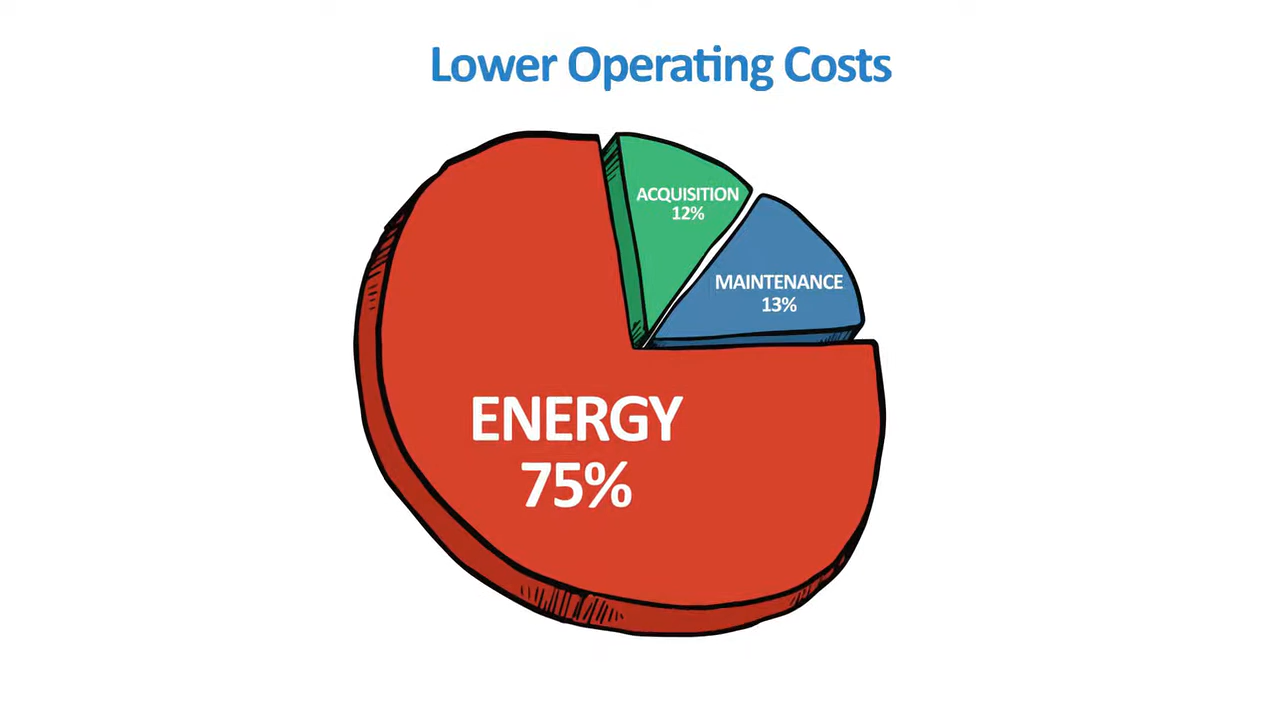 Lower Operating Costs
ACQUISITION
12%
MAINTENANCE
13%
ENERGY
75%